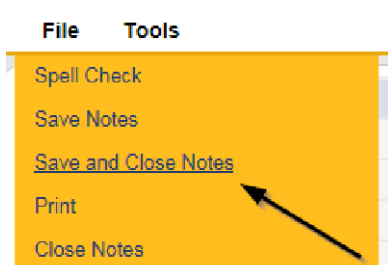 File Tools
Spell Check
Save Notes
Save and Close Notes
Print
Close Notes